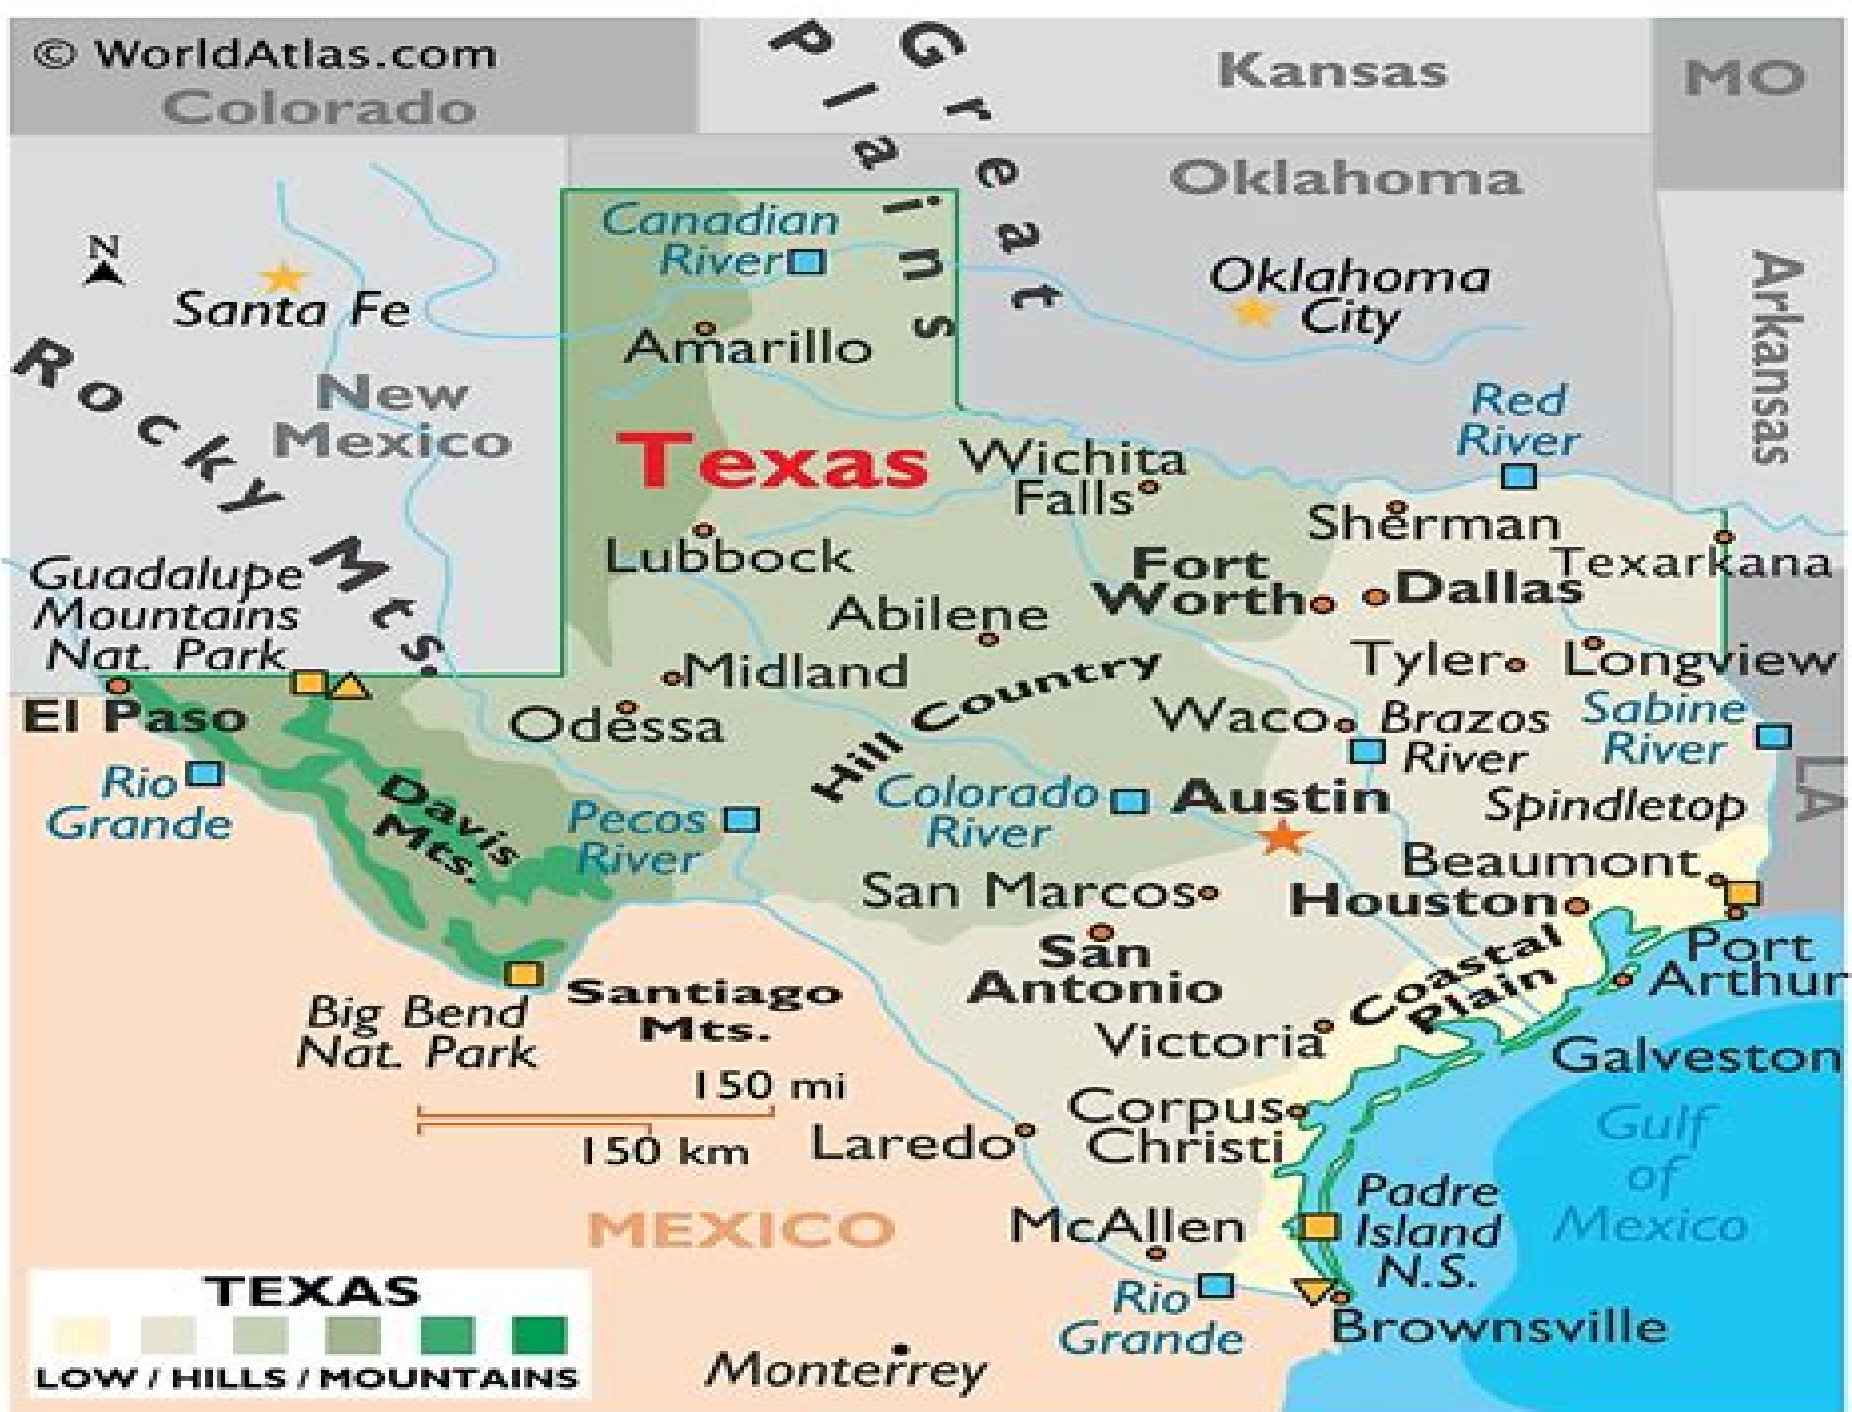 © WorldAtlas.com
Colorado
Great
Plains
Kansas
MO
Oklahoma
Canadian
River
N
Santa Fe
Oklahoma
City
Arkansas
Amarillo
Rocky Mts.
New
Mexico
Red
River
Texas
Wichita
Falls
Sherman
Lubbock
Fort
Worth
Dallas
Texarkana
Guadalupe
Mountains
Nat. Park
Abilene
Midland
Tyler
Longview
El Paso
Odessa
Hill Country
Waco
Brazos
River
Sabine
River
Rio
Grande
Davis
Mts.
Pecos
River
Colorado
River
Austin
Spindletop
LA
Beaumont
San Marcos
Houston
San
Antonio
Coastal
Plain
Port
Arthur
Big Bend
Nat. Park
Santiago
Mts.
Victoria
Galveston
150 mi
150 km
Laredo
Corpus
Christi
Gulf
of
Mexico
MEXICO
McAllen
Padre
Island
N.S.
Rio
Grande
Brownsville
Monterrey
TEXAS
LOW / HILLS / MOUNTAINS